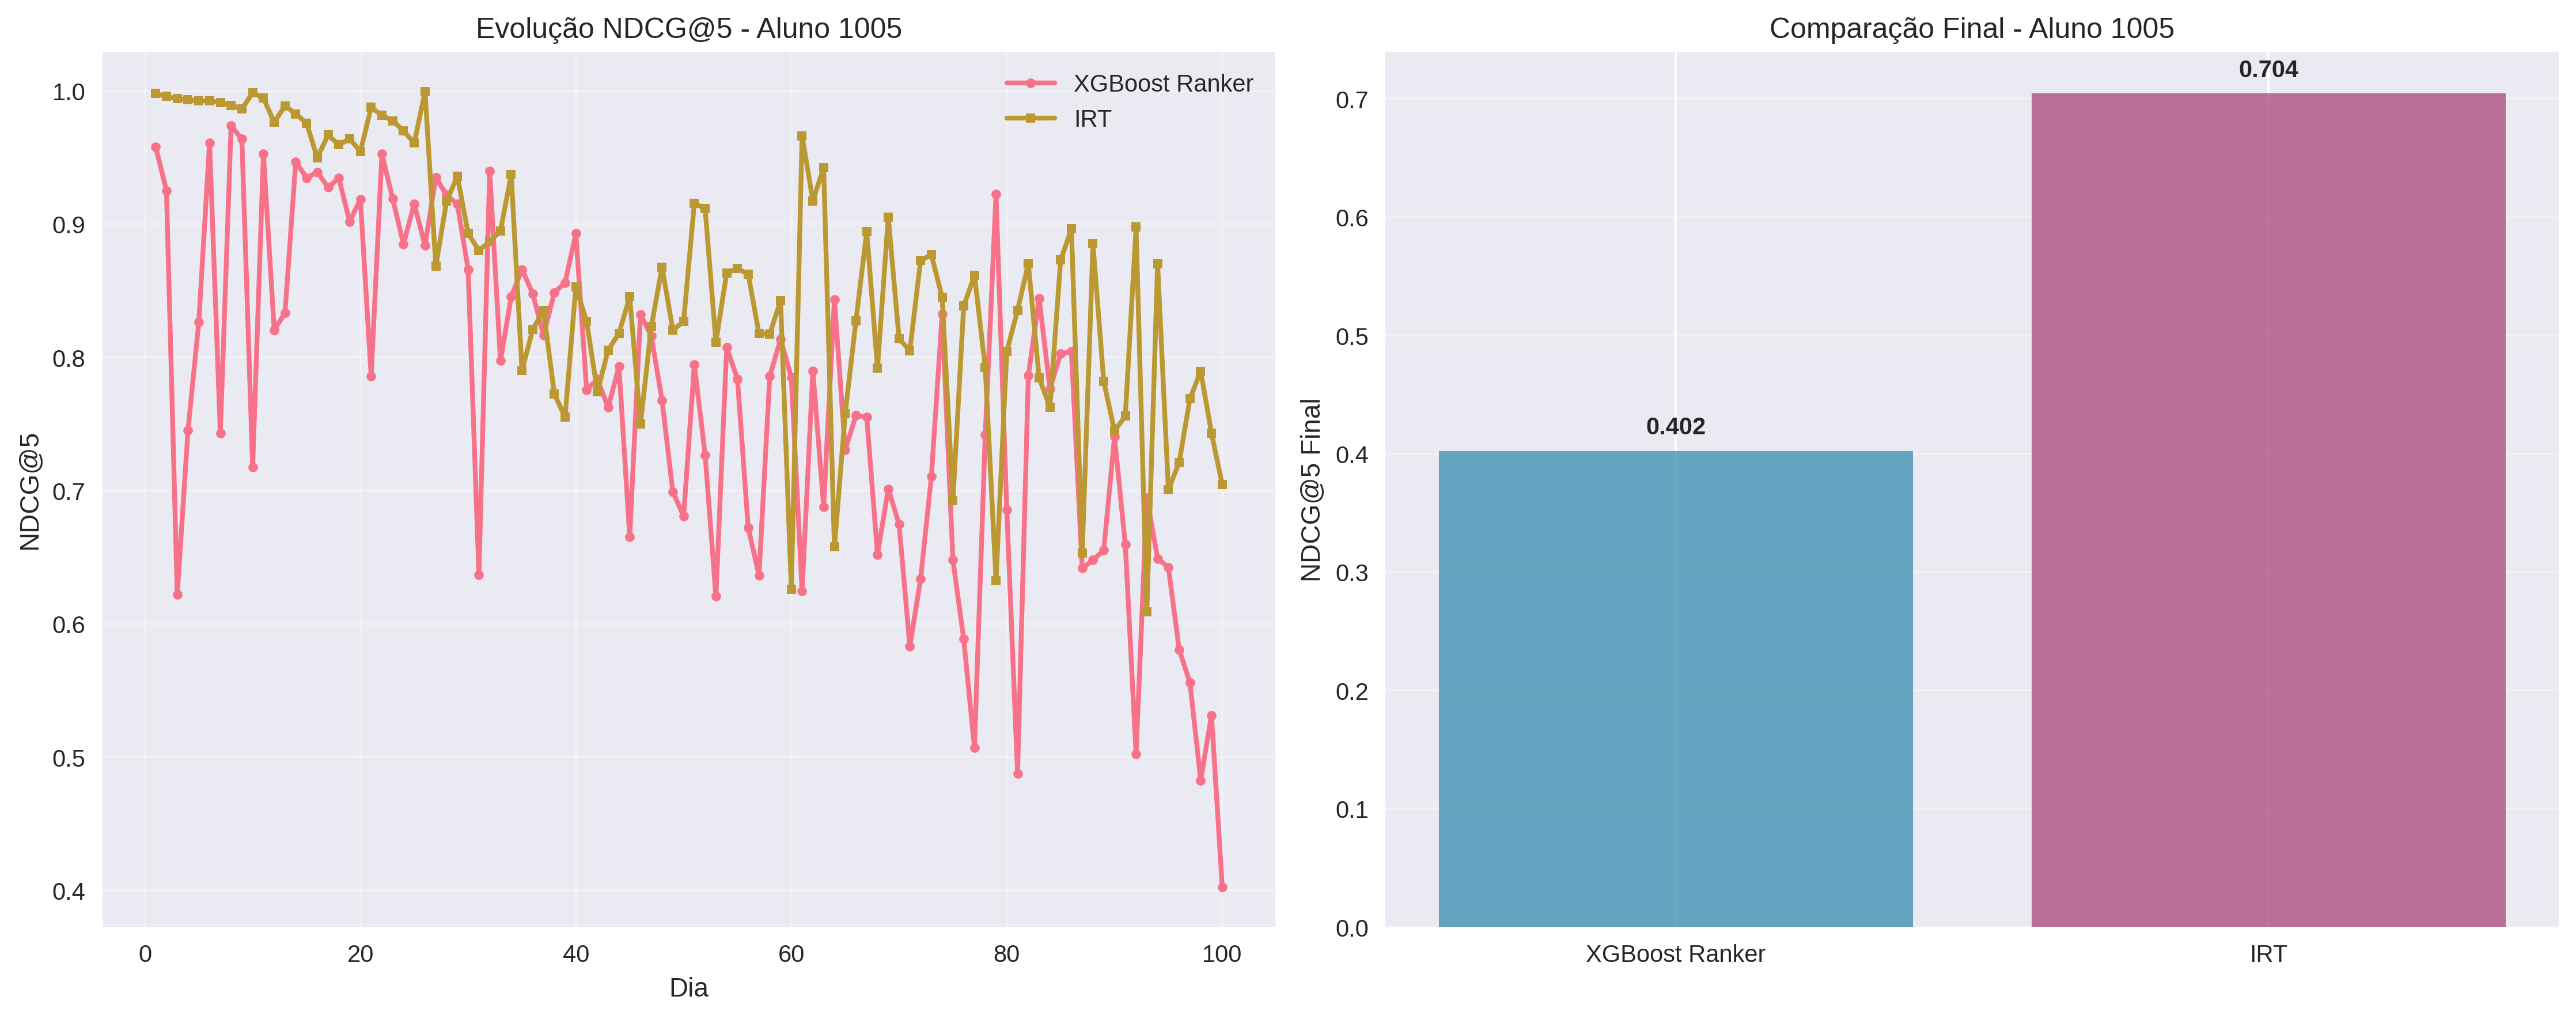 Evolução NDCG@5 - Aluno 1005
XGBoost Ranker
IRT
NDCG@5
1.0
0.9
0.8
0.7
0.6
0.5
0.4
0
20
40
60
80
100
Dia
Comparação Final - Aluno 1005
NDCG@5 Final
0.7
0.6
0.5
0.4
0.3
0.2
0.1
0.0
0.402
0.704
XGBoost Ranker
IRT